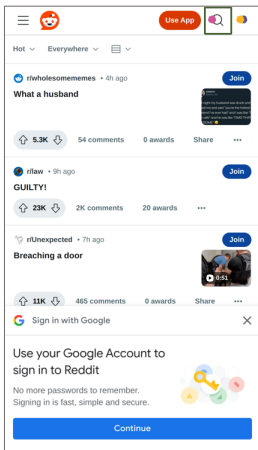 Use App
Hot Everywhere
r/wholesomememes • 4h ago
Join
What a husband
5.3K 54 comments 0 awards Share
r/law • 9h ago
Join
GUILTY!
23K 2K comments 20 awards
r/Unexpected • 7h ago
Join
Breaching a door
0:51
11K 465 comments 0 awards Share
Sign in with Google
Use your Google Account to
sign in to Reddit
No more passwords to remember.
Signing in is fast, simple and secure.
Continue